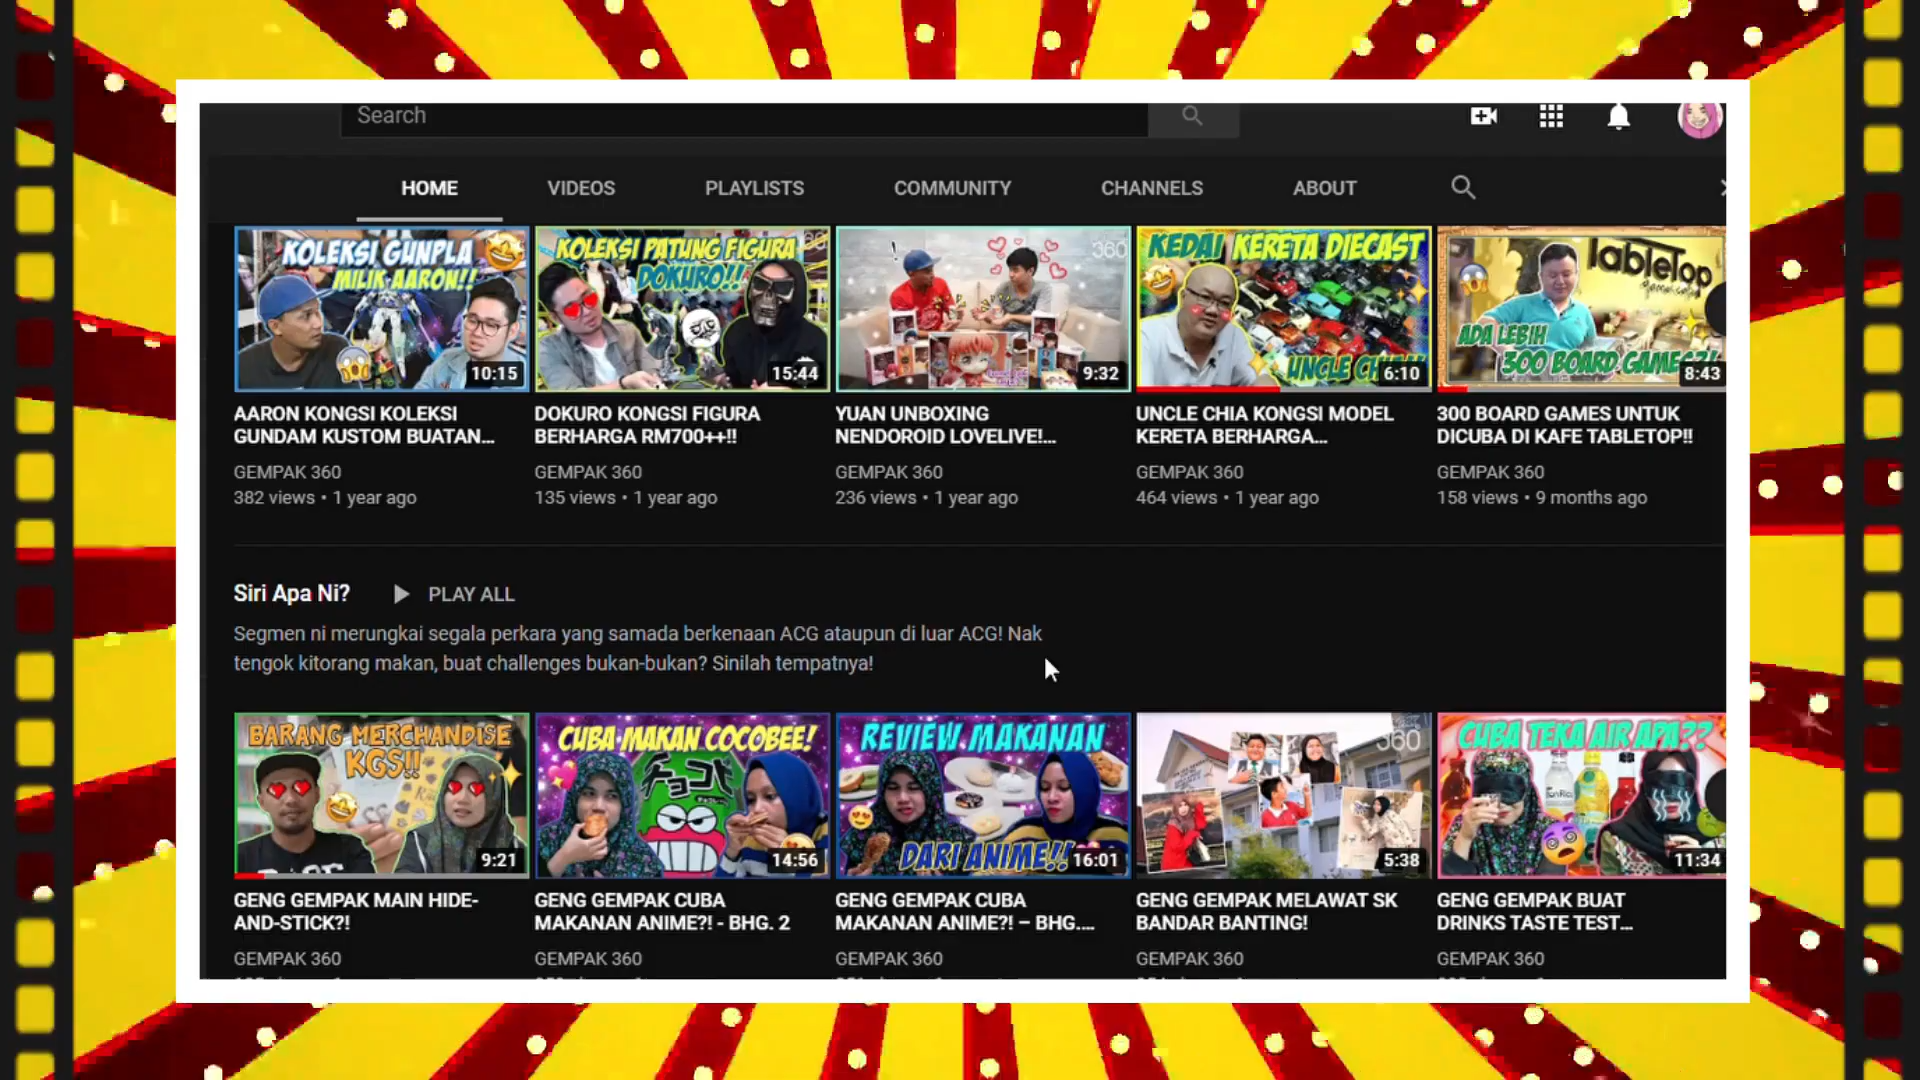 Search
HOME VIDEOS PLAYLISTS COMMUNITY CHANNELS ABOUT
KOLEKSI GUNPLA
MILIK AARON!!
10:15
KOLEKSI PATUNG FIGURA
DOKURO!!
15:44
360
9:32
KEDAI KERETA DIECAST
UNCLE
6:10
TableTop
ADA LEBIH
300 BOARD GAMES?!
8:43
AARON KONGSI KOLEKSI
GUNDAM KUSTOM BUATAN...
DOKURO KONGSI FIGURA
BERHARGA RM700++!!
YUAN UNBOXING
NENDOROID LOVELIVE!...
UNCLE CHIA KONGSI MODEL
KERETA BERHARGA...
300 BOARD GAMES UNTUK
DICUBA DI KAFE TABLETOP!!
GEMPAK 360
382 views • 1 year ago
GEMPAK 360
135 views • 1 year ago
GEMPAK 360
236 views • 1 year ago
GEMPAK 360
464 views • 1 year ago
GEMPAK 360
158 views • 9 months ago
Siri Apa Ni? PLAY ALL
Segmen ni merungkai segala perkara yang samada berkenaan ACG ataupun di luar ACG! Nak
tengok kitorang makan, buat challenges bukan-bukan? Sinilah tempatnya!
BARANG MERCHANDISE
KGS!!
9:21
CUBA MAKAN COCOBEE!
チョコビ
14:56
REVIEW MAKANAN
DARI ANIME!!
16:01
360
5:38
CUBA TEKA AIR APA??
11:34
GENG GEMPAK MAIN HIDE-
AND-STICK?!
GENG GEMPAK CUBA
MAKANAN ANIME?! - BHG. 2
GENG GEMPAK CUBA
MAKANAN ANIME?! – BHG....
GENG GEMPAK MELAWAT SK
BANDAR BANTING!
GENG GEMPAK BUAT
DRINKS TASTE TEST...
GEMPAK 360
GEMPAK 360
GEMPAK 360
GEMPAK 360
GEMPAK 360